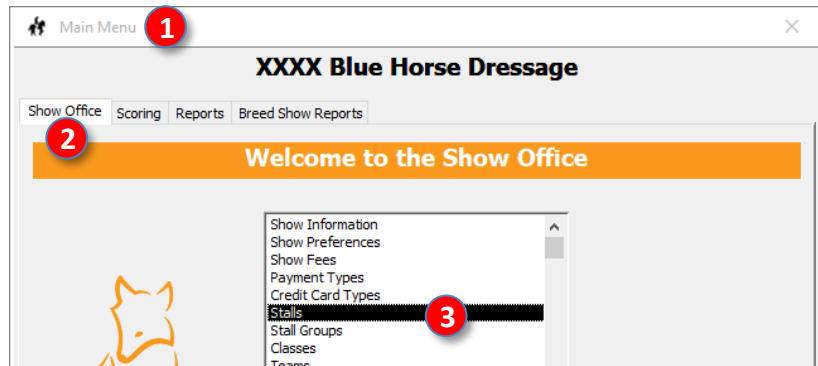 Main Menu 1
XXXX Blue Horse Dressage
Show Office Scoring Reports Breed Show Reports
2
Welcome to the Show Office
Show Information
Show Preferences
Show Fees
Payment Types
Credit Card Types
Stalls 3
Stall Groups
Classes
Teams